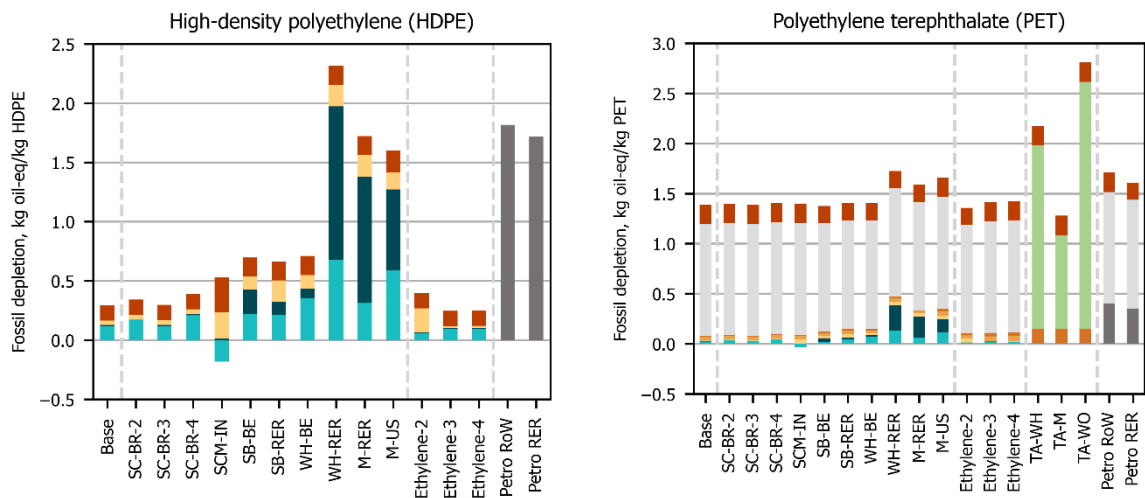 High-density polyethylene (HDPE)
Fossil depletion, kg oil-eq/kg HDPE
2.5
2.0
1.5
1.0
0.5
0.0
−0.5
Base
SC-BR-2
SC-BR-3
SC-BR-4
SCM-IN
SB-BE
SB-RER
WH-BE
WH-RER
M-RER
M-US
Ethylene-2
Ethylene-3
Ethylene-4
Petro RoW
Petro RER
Polyethylene terephthalate (PET)
Fossil depletion, kg oil-eq/kg PET
3.0
2.5
2.0
1.5
1.0
0.5
0.0
−0.5
Base
SC-BR-2
SC-BR-3
SC-BR-4
SCM-IN
SB-BE
SB-RER
WH-BE
WH-RER
M-RER
M-US
Ethylene-2
Ethylene-3
Ethylene-4
TA-WH
TA-M
TA-WO
Petro RoW
Petro RER